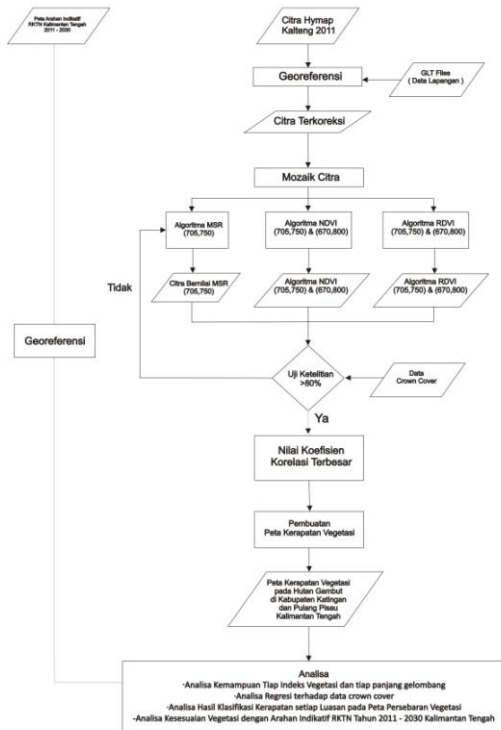 Peta Arahan Indikatif
RKTN Kalimantan Tengah
2011 - 2030
Citra Hymap
Kalteng 2011
Georeferensi
GLT Files
( Data Lapangan )
Citra Terkoreksi
Mozaik Citra
Algoritma MSR
(705,750)
Algoritma NDVI
(705,750) & (670,800)
Algoritma RDVI
(705,750) & (670,800)
Tidak
Citra Bernilai MSR
(705,750)
Algoritma NDVI
(705,750) & (670,800)
Algoritma RDVI
(705,750) & (670,800)
Georeferensi
Uji Ketelitian
>80%
Data
Crown Cover
Ya
Nilai Koefisien
Korelasi Terbesar
Pembuatan
Peta Kerapatan Vegetasi
Peta Kerapatan Vegetasi
pada Hutan Gambut
di Kabupaten Katingan
dan Pulang Pisau
Kalimantan Tengah
Analisa
-Analisa Kemampuan Tiap Indeks Vegetasi dan tiap panjang gelombang
-Analisa Regresi terhadap data crown cover
-Analisa Hasil Klasifikasi Kerapatan setiap Luasan pada Peta Persebaran Vegetasi
-Analisa Kesesuaian Vegetasi dengan Arahan Indikatif RKTN Tahun 2011 - 2030 Kalimantan Tengah